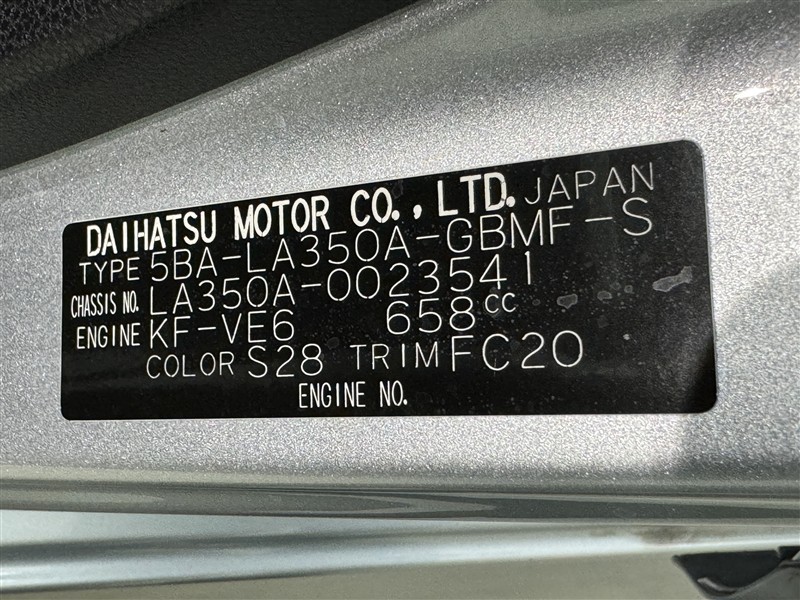 DAIHATSU MOTOR CO., LTD. JAPAN
TYPE 5BA-LA350A-GBMF-S
CHASSIS NO. LA350A-0023541
ENGINE KF-VE6 658CC
COLOR S28 TRIM FC20
ENGINE NO.